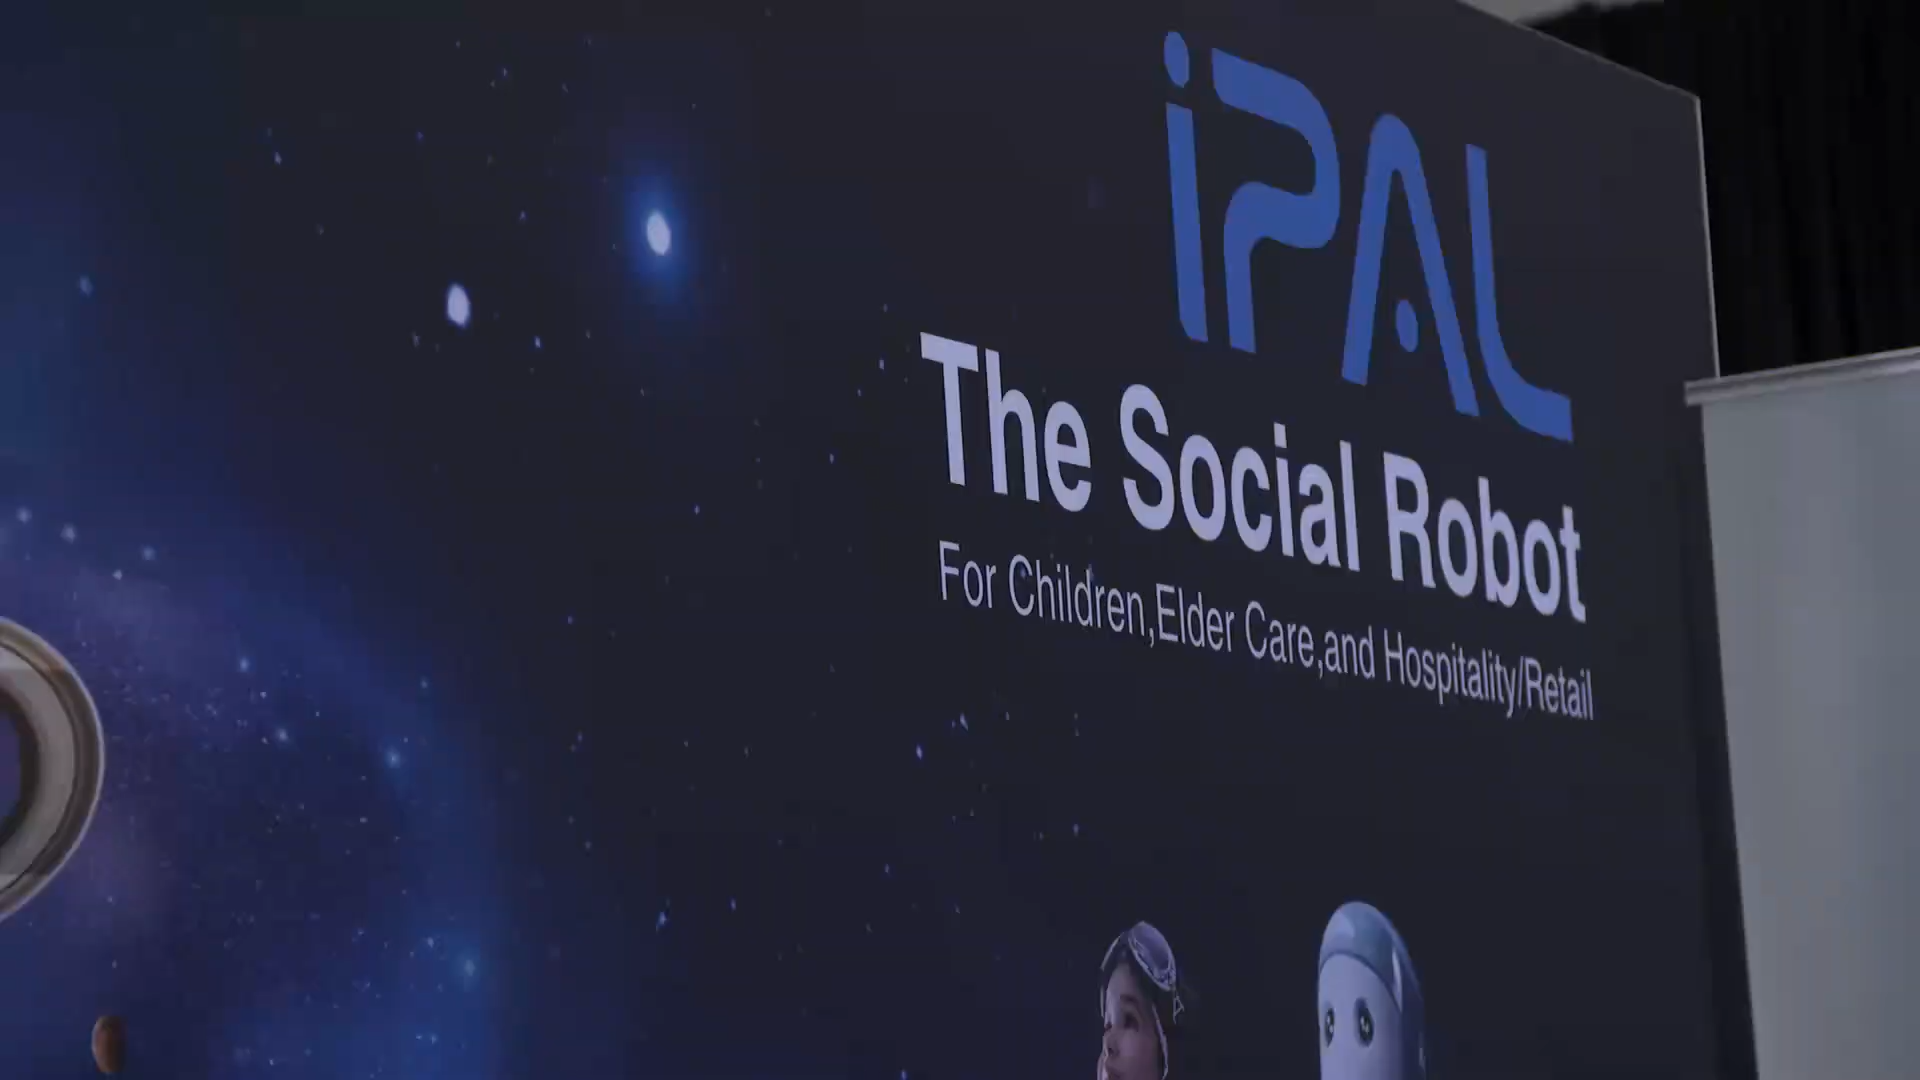 iPAL
The Social Robot
For Children,Elder Care,and Hospitality/Retail